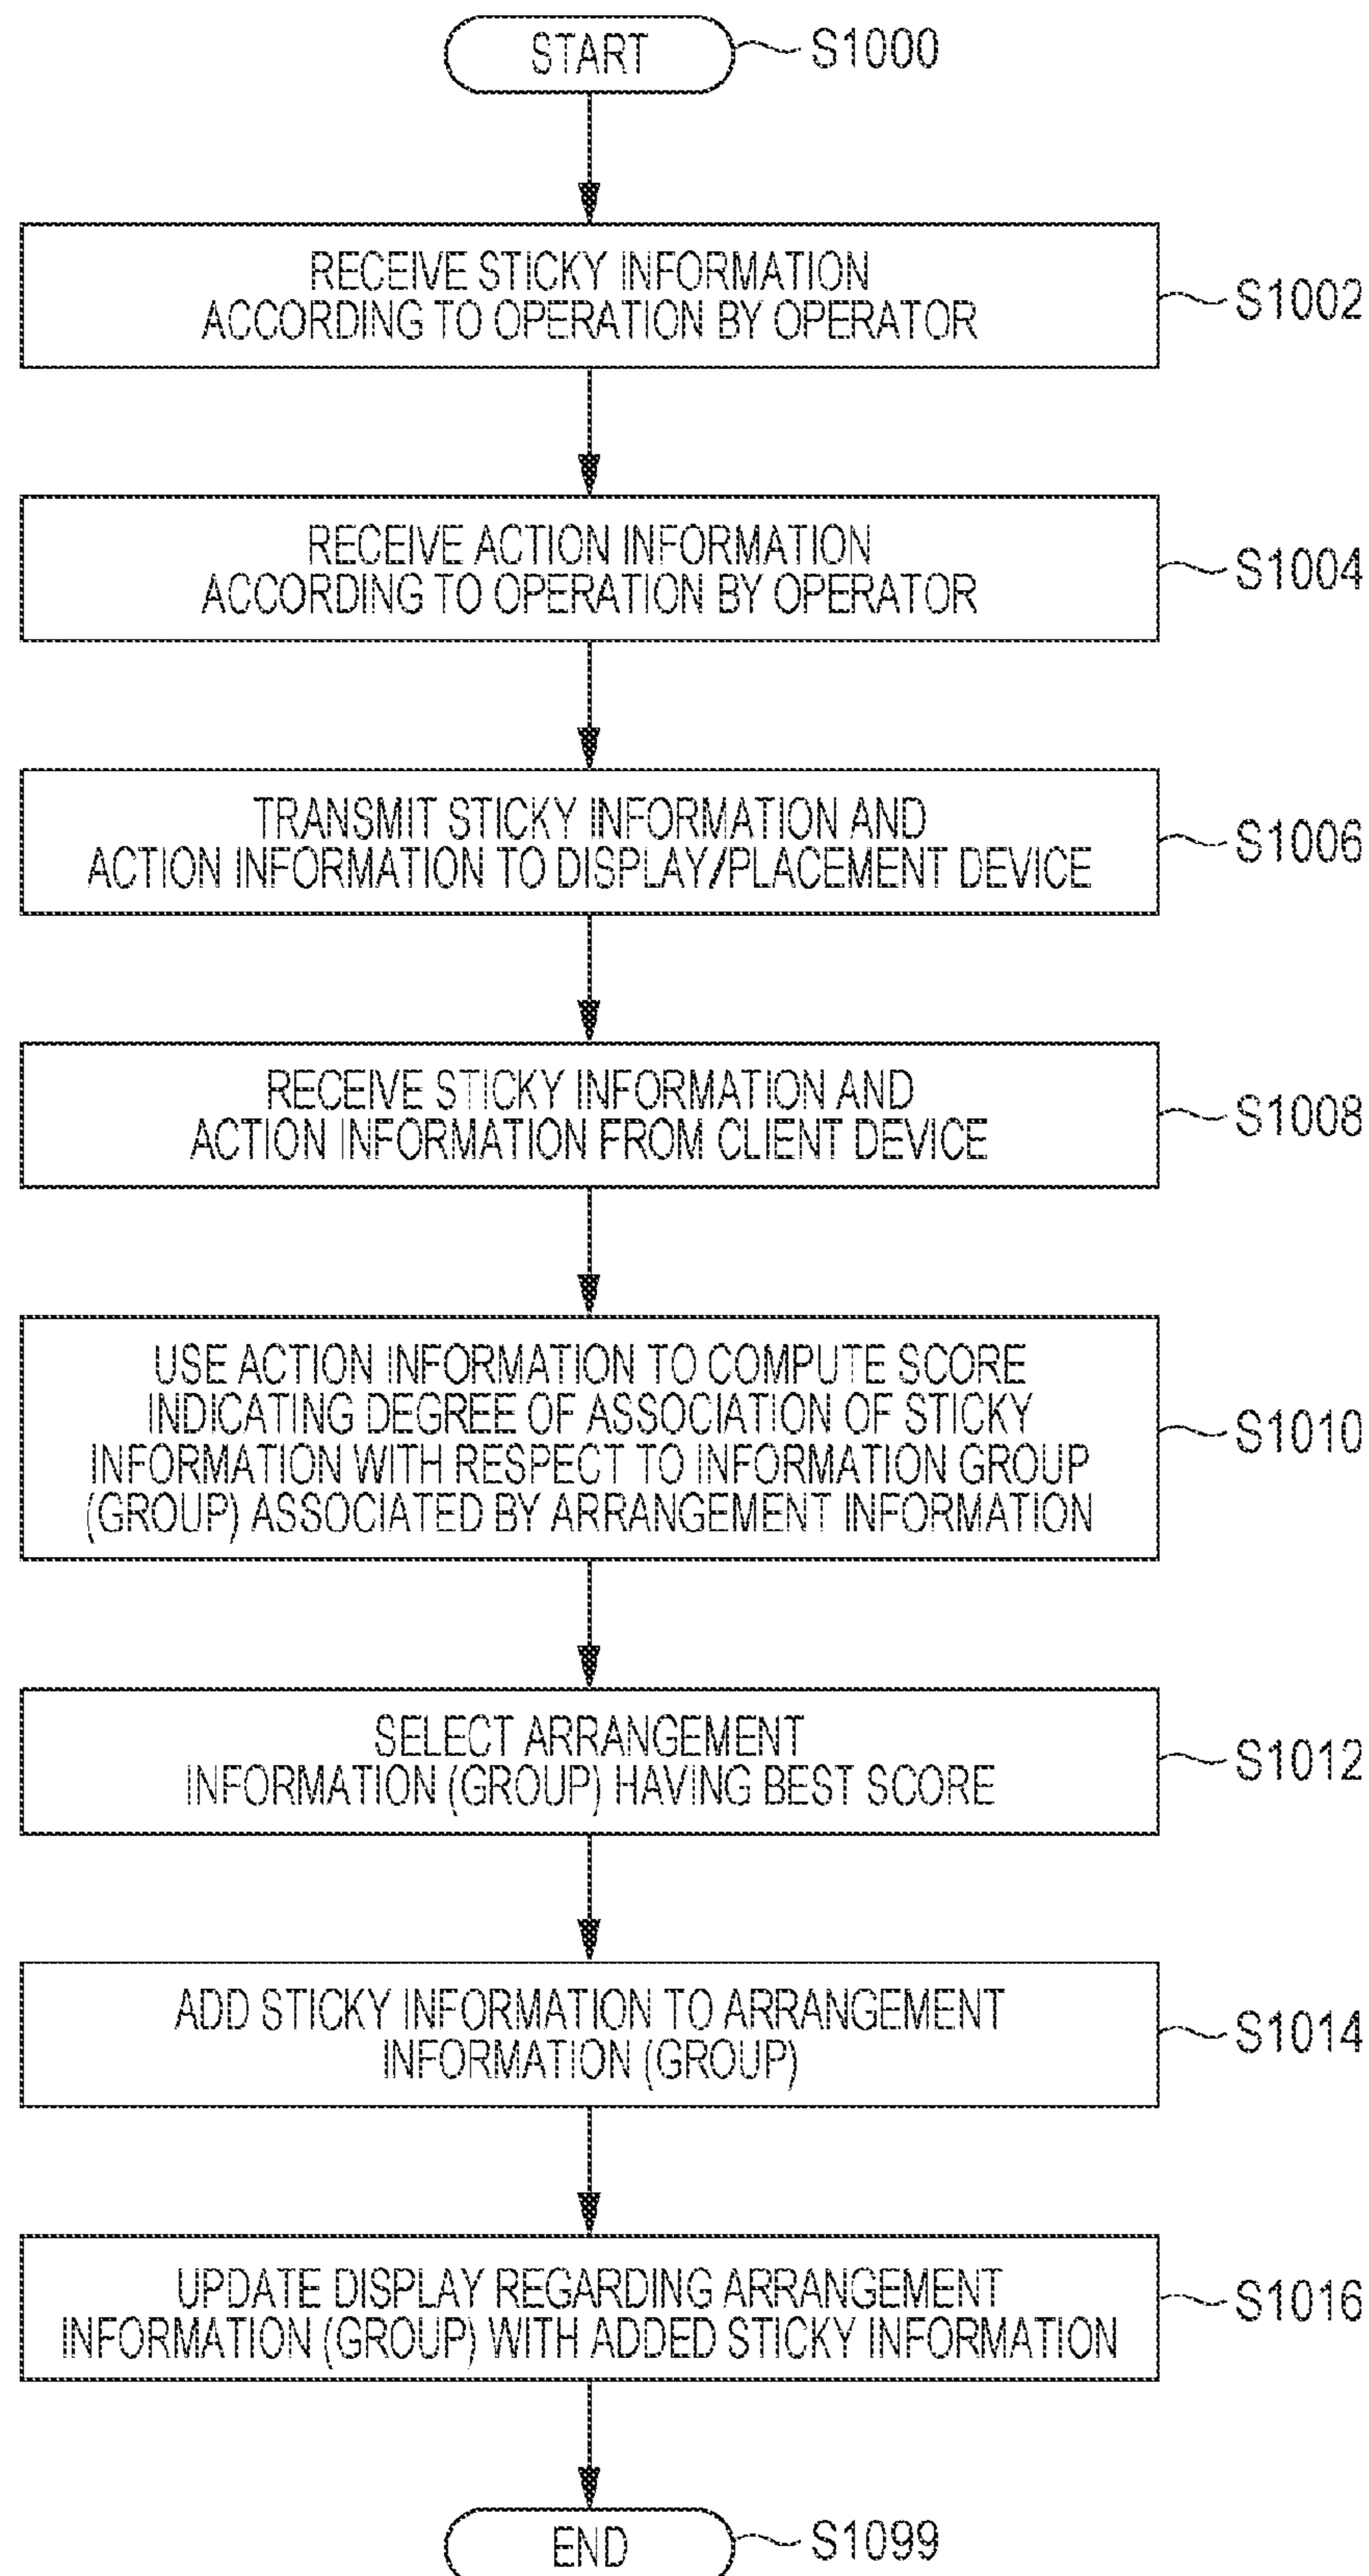 START
S1000
RECEIVE STICKY INFORMATION
ACCORDING TO OPERATION BY OPERATOR
S1002
RECEIVE ACTION INFORMATION
ACCORDING TO OPERATION BY OPERATOR
S1004
TRANSMIT STICKY INFORMATION AND
ACTION INFORMATION TO DISPLAY/PLACEMENT DEVICE
S1006
RECEIVE STICKY INFORMATION AND
ACTION INFORMATION FROM CLIENT DEVICE
S1008
USE ACTION INFORMATION TO COMPUTE SCORE
INDICATING DEGREE OF ASSOCIATION OF STICKY
INFORMATION WITH RESPECT TO INFORMATION GROUP
(GROUP) ASSOCIATED BY ARRANGEMENT INFORMATION
S1010
SELECT ARRANGEMENT
INFORMATION (GROUP) HAVING BEST SCORE
S1012
ADD STICKY INFORMATION TO ARRANGEMENT
INFORMATION (GROUP)
S1014
UPDATE DISPLAY REGARDING ARRANGEMENT
INFORMATION (GROUP) WITH ADDED STICKY INFORMATION
S1016
END
S1099